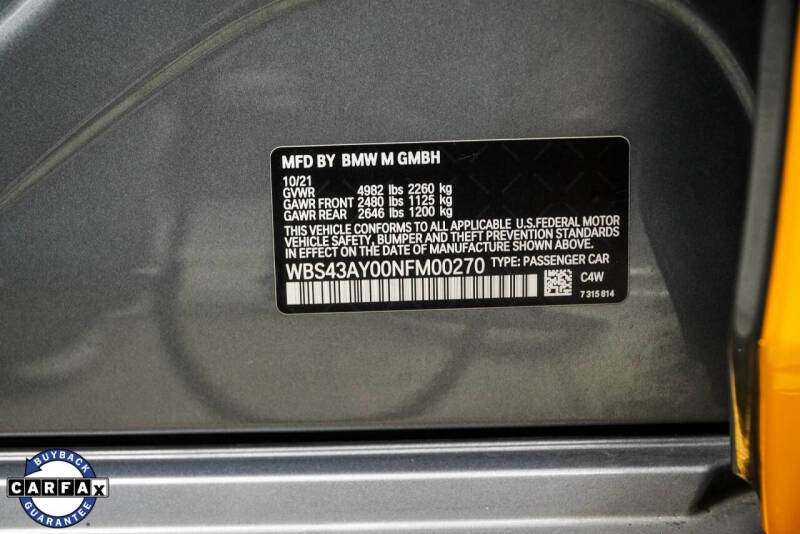 MFD BY BMW M GMBH
10/21
GVWR 4982 lbs 2260 kg
GAWR FRONT 2480 lbs 1125 kg
GAWR REAR 2646 lbs 1200 kg
THIS VEHICLE CONFORMS TO ALL APPLICABLE U.S.FEDERAL MOTOR
VEHICLE SAFETY, BUMPER AND THEFT PREVENTION STANDARDS
IN EFFECT ON THE DATE OF MANUFACTURE SHOWN ABOVE.
WBS43AY00NFM00270 TYPE: PASSENGER CAR
C4W
7 315 814
BUYBACK
CARFAX
GUARANTEE